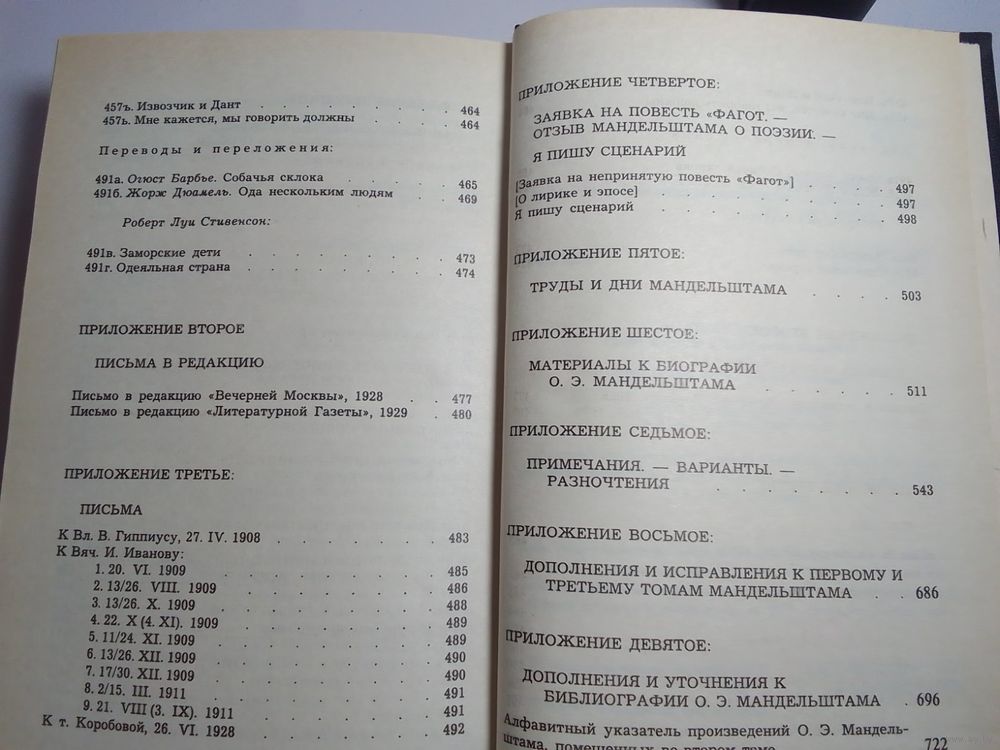 457ъ. Извозчик и Дант . . . . . . . . 464
457ь. Мне кажется, мы говорить должны . . . . 464
Переводы и переложения:
491а. Огюст Барбье. Собачья склока . . . . . 465
491б. Жорж Дюамель. Ода нескольким людям . . . 469
Роберт Луи Стивенсон:
491в. Заморские дети . . . . . . . . 473
491г. Одеяльная страна . . . . . . . . 474
ПРИЛОЖЕНИЕ ВТОРОЕ
ПИСЬМА В РЕДАКЦИЮ
Письмо в редакцию «Вечерней Москвы», 1928 . . 477
Письмо в редакцию «Литературной Газеты», 1929 . 480
ПРИЛОЖЕНИЕ ТРЕТЬЕ:
ПИСЬМА
К Вл. В. Гиппиусу, 27. IV. 1908 . . . . . . . 483
К Вяч. И. Иванову:
1. 20. VI. 1909 . . . . . . . . . 485
2. 13/26. VIII. 1909 . . . . . . . . 486
3. 13/26. X. 1909 . . . . . . . . 488
4. 22. X (4. XI). 1909 . . . . . . . . 489
5. 11/24. XI. 1909 . . . . . . . . 489
6. 13/26. XII. 1909 . . . . . . . . 490
7. 17/30. XII. 1909 . . . . . . . . 490
8. 2/15. III. 1911 . . . . . . . . 491
9. 21. VIII (3. IX). 1911 . . . . . . . 491
К т. Коробовой, 26. VI. 1928 . . . . . . . 492
ПРИЛОЖЕНИЕ ЧЕТВЕРТОЕ:
ЗАЯВКА НА ПОВЕСТЬ «ФАГОТ. —
ОТЗЫВ МАНДЕЛЬШТАМА О ПОЭЗИИ. —
Я ПИШУ СЦЕНАРИЙ
[Заявка на непринятую повесть «Фагот»] . . . . 497
[О лирике и эпосе] . . . . . . . . 497
Я пишу сценарий . . . . . . . . 498
ПРИЛОЖЕНИЕ ПЯТОЕ:
ТРУДЫ И ДНИ МАНДЕЛЬШТАМА . . . . 503
ПРИЛОЖЕНИЕ ШЕСТОЕ:
МАТЕРИАЛЫ К БИОГРАФИИ
О. Э. МАНДЕЛЬШТАМА . . . . . . 511
ПРИЛОЖЕНИЕ СЕДЬМОЕ:
ПРИМЕЧАНИЯ. — ВАРИАНТЫ. —
РАЗНОЧТЕНИЯ . . . . . . . . 543
ПРИЛОЖЕНИЕ ВОСЬМОЕ:
ДОПОЛНЕНИЯ И ИСПРАВЛЕНИЯ К ПЕРВОМУ И
ТРЕТЬЕМУ ТОМАМ МАНДЕЛЬШТАМА . . 686
ПРИЛОЖЕНИЕ ДЕВЯТОЕ:
ДОПОЛНЕНИЯ И УТОЧНЕНИЯ К
БИБЛИОГРАФИИ О. Э. МАНДЕЛЬШТАМА . 696
Алфавитный указатель произведений О. Э. Мандель-
штама, помещенных во втором томе 722